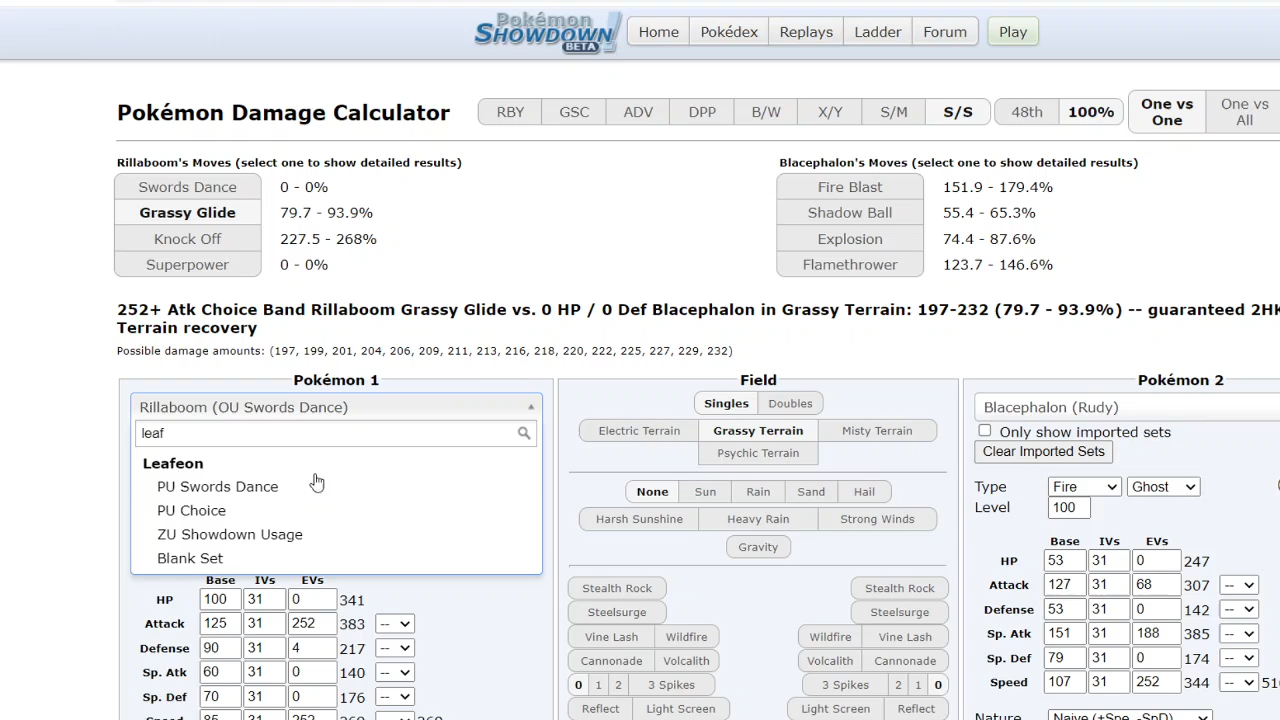 Pokémon
SHOWDOWN!
BETA
Home Pokédex Replays Ladder Forum Play
Pokémon Damage Calculator RBY GSC ADV DPP B/W X/Y S/M S/S 48th 100% One vs One One vs All
Rillaboom's Moves (select one to show detailed results)
Swords Dance 0 - 0%
Grassy Glide 79.7 - 93.9%
Knock Off 227.5 - 268%
Superpower 0 - 0%
Blacephalon's Moves (select one to show detailed results)
Fire Blast 151.9 - 179.4%
Shadow Ball 55.4 - 65.3%
Explosion 74.4 - 87.6%
Flamethrower 123.7 - 146.6%
252+ Atk Choice Band Rillaboom Grassy Glide vs. 0 HP / 0 Def Blacephalon in Grassy Terrain: 197-232 (79.7 - 93.9%) -- guaranteed 2HK
Terrain recovery
Possible damage amounts: (197, 199, 201, 204, 206, 209, 211, 213, 216, 218, 220, 222, 225, 227, 229, 232)
Pokémon 1
Rillaboom (OU Swords Dance)
leaf
Leafeon
PU Swords Dance
PU Choice
ZU Showdown Usage
Blank Set
Base IVs EVs
HP 100 31 0 341
Attack 125 31 252 383 --
Defense 90 31 4 217 --
Sp. Atk 60 31 0 140 --
Sp. Def 70 31 0 176 --
Field
Singles Doubles
Electric Terrain Grassy Terrain Misty Terrain
Psychic Terrain
None Sun Rain Sand Hail
Harsh Sunshine Heavy Rain Strong Winds
Gravity
Stealth Rock Stealth Rock
Steelsurge Steelsurge
Vine Lash Wildfire Wildfire Vine Lash
Cannonade Volcalith Volcalith Cannonade
0 1 2 3 Spikes 3 Spikes 2 1 0
Reflect Light Screen Light Screen Reflect
Pokémon 2
Blacephalon (Rudy)
Only show imported sets
Clear Imported Sets
Type Fire Ghost
Level 100
Base IVs EVs
HP 53 31 0 247
Attack 127 31 68 307 --
Defense 53 31 0 142 --
Sp. Atk 151 31 188 385 --
Sp. Def 79 31 0 174 --
Speed 107 31 252 344 --